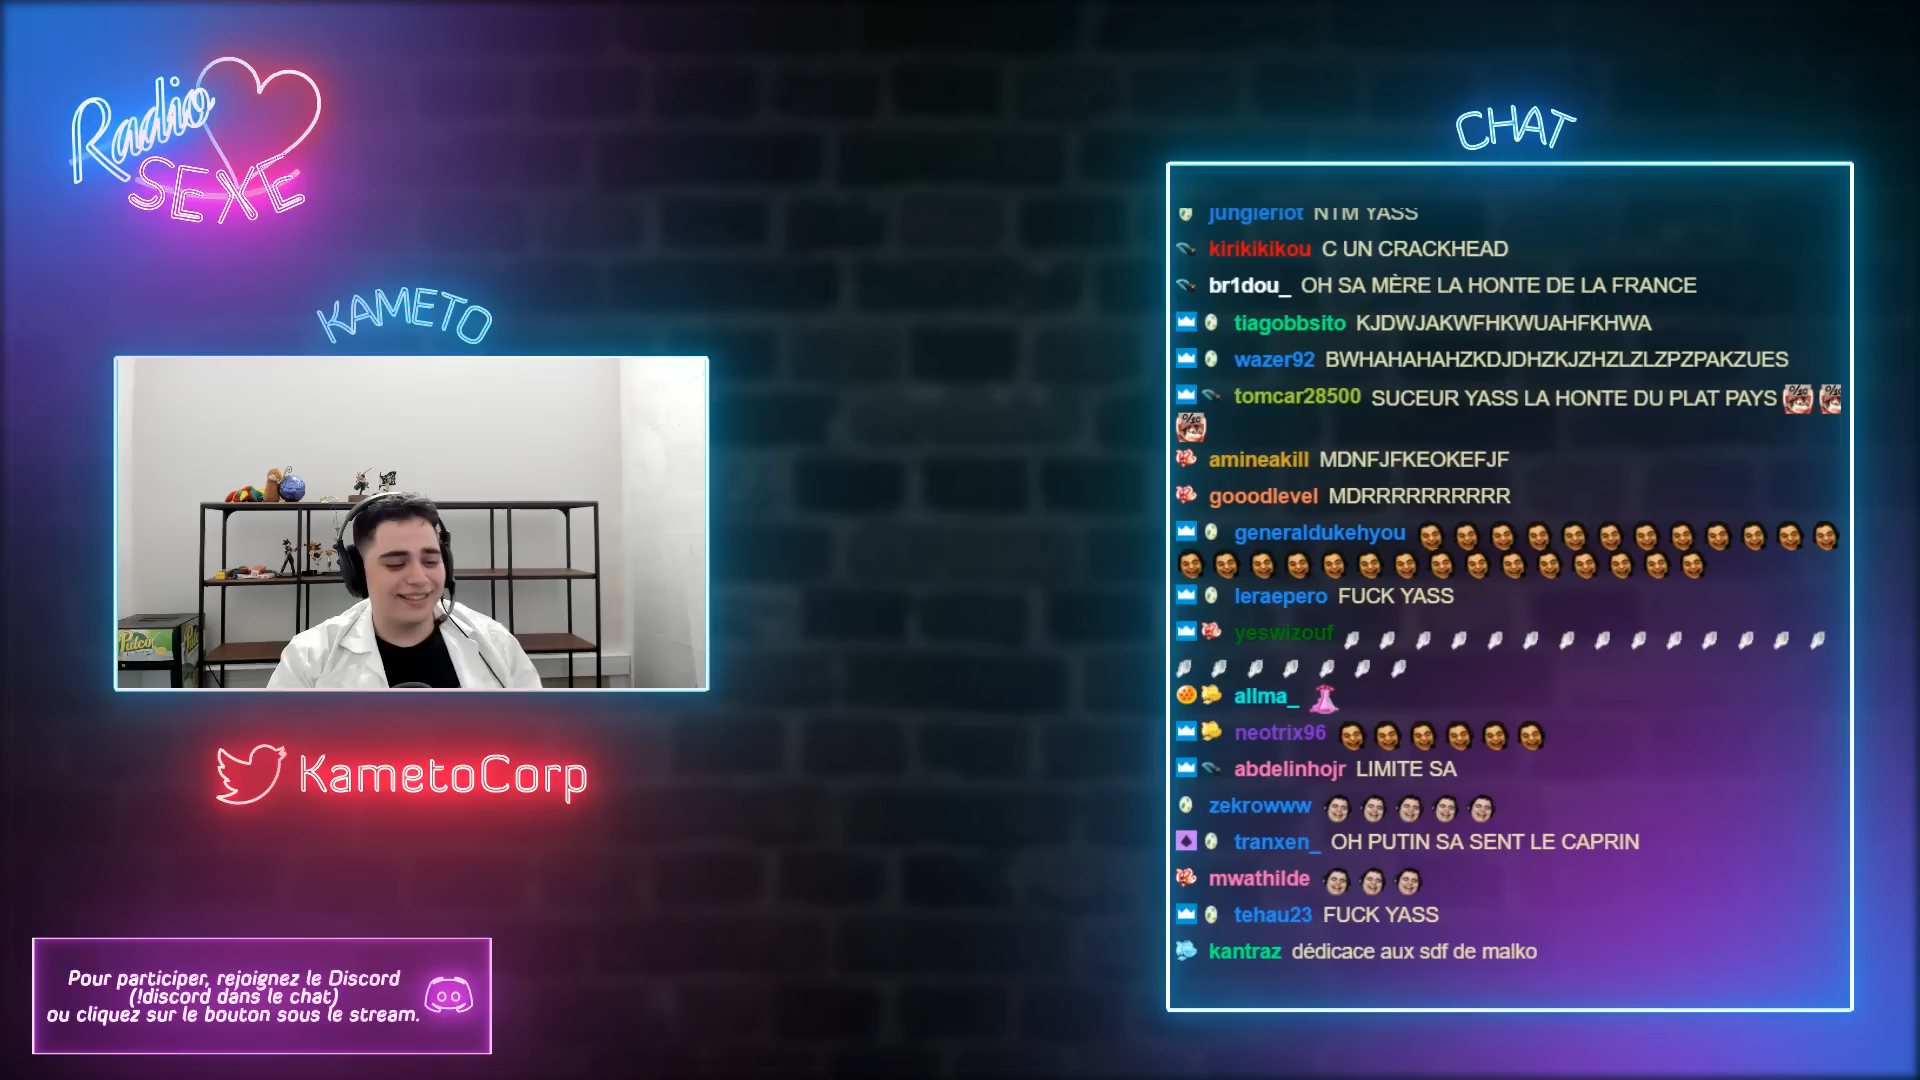 Radio
SEXE
KAMETO
Pulco
KametoCorp
Pour participer, rejoignez le Discord
(!discord dans le chat)
ou cliquez sur le bouton sous le stream.
CHAT
jungleriot NTM YASS
kirikikikou C UN CRACKHEAD
br1dou_ OH SA MÈRE LA HONTE DE LA FRANCE
tiagobbsito KJDWJAKWFHKWUAHFKHWA
wazer92 BWHAHAHAHZKDJDHZKJZHZLZLZPZPAKZUES
tomcar28500 SUCEUR YASS LA HONTE DU PLAT PAYS
amineakill MDNFJFKEOKEFJF
gooodlevel MDRRRRRRRRRR
generaldukehyou
leraepero FUCK YASS
yeswizouf
allma_
neotrix96
abdelinhojr LIMITE SA
zekrowww
tranxen_ OH PUTIN SA SENT LE CAPRIN
mwathilde
tehau23 FUCK YASS
kantraz dédicace aux sdf de malko